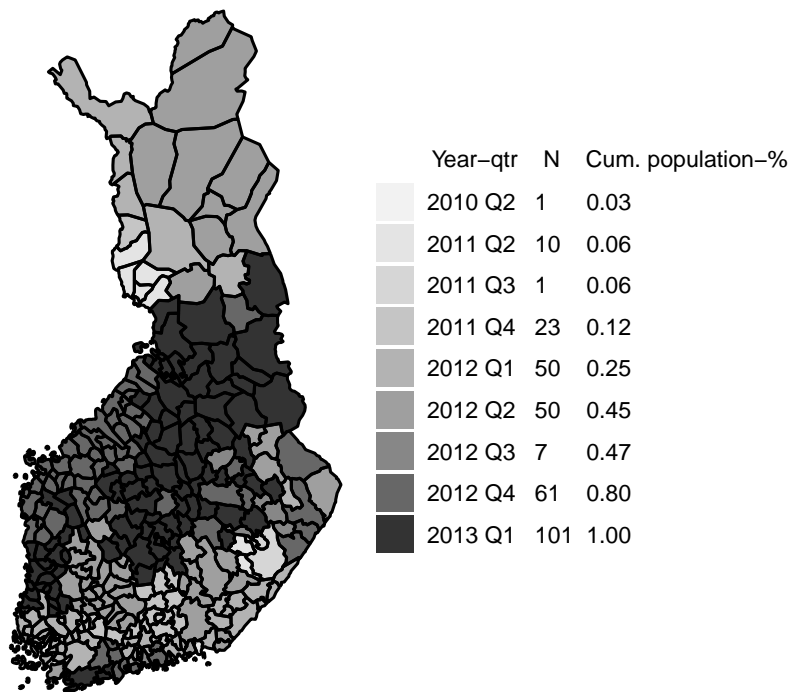 Year−qtr N Cum. population−%
2010 Q2 1 0.03
2011 Q2 10 0.06
2011 Q3 1 0.06
2011 Q4 23 0.12
2012 Q1 50 0.25
2012 Q2 50 0.45
2012 Q3 7 0.47
2012 Q4 61 0.80
2013 Q1 101 1.00